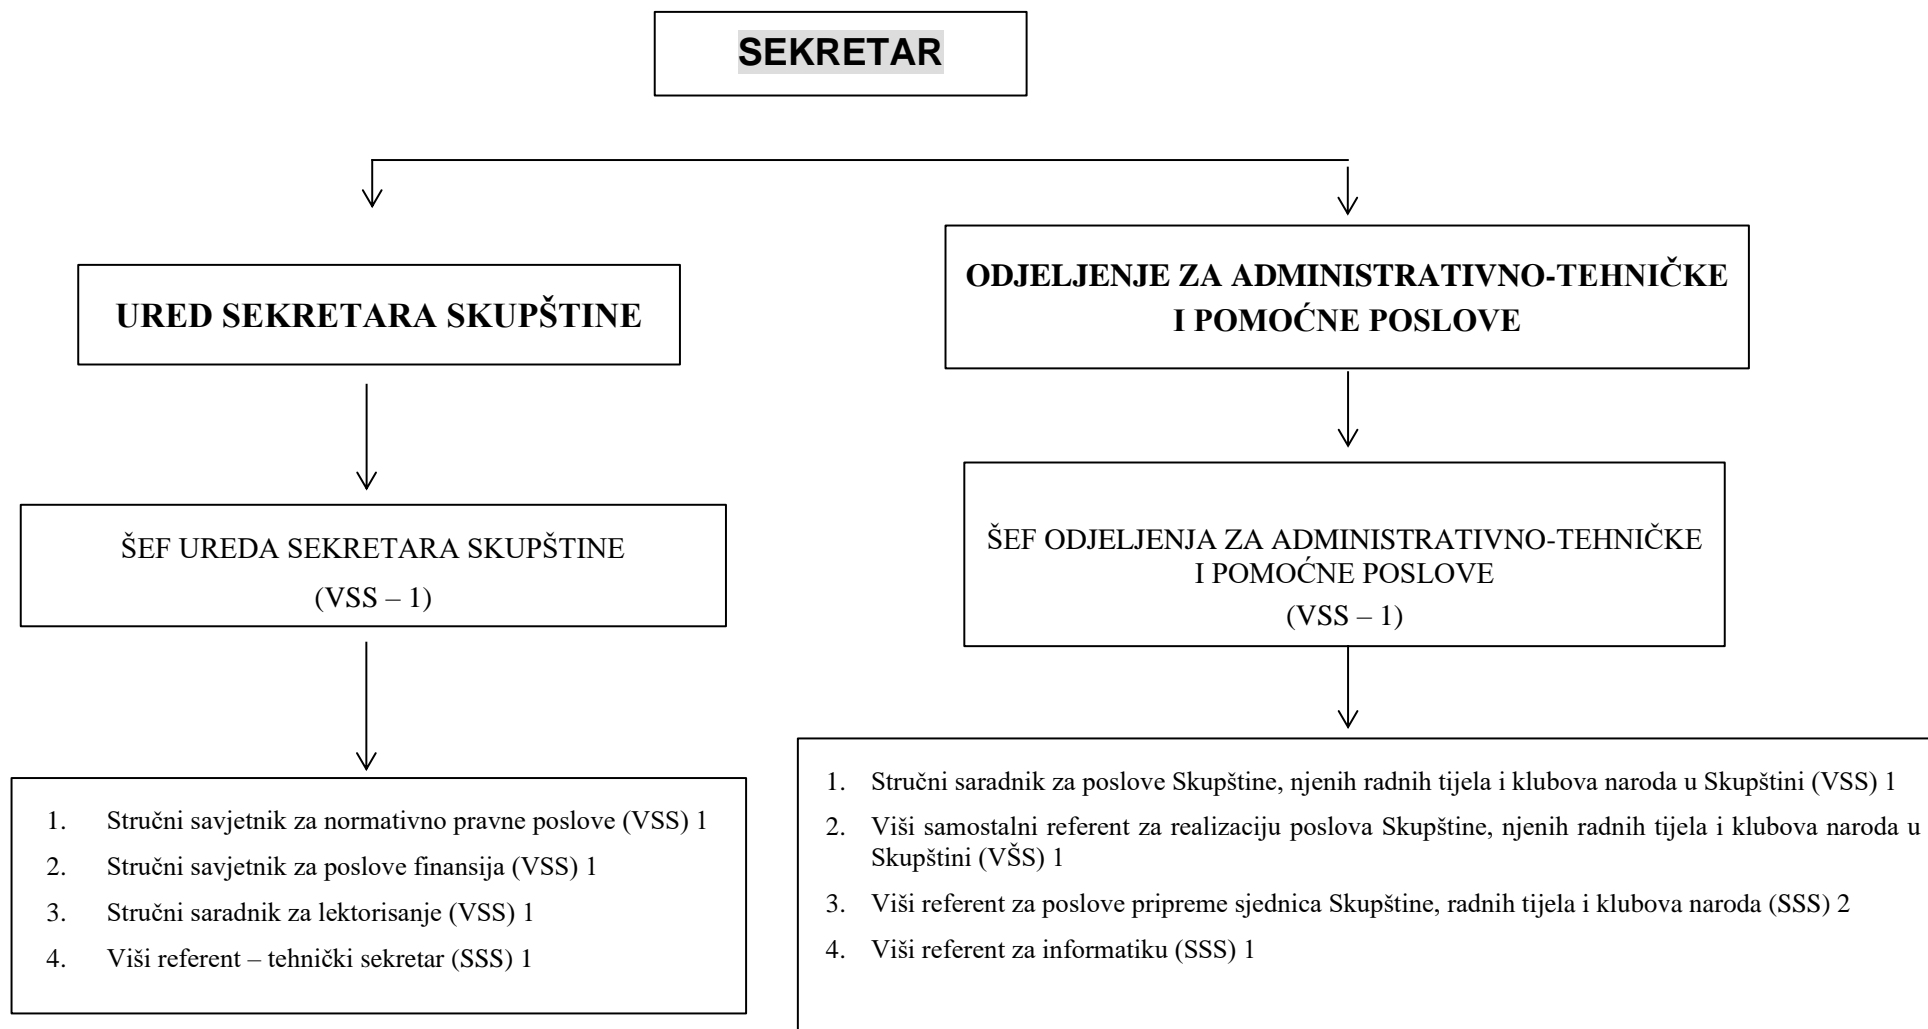 SEKRETAR
URED SEKRETARA SKUPŠTINE
ODJELJENJE ZA ADMINISTRATIVNO-TEHNIČKE
I POMOĆNE POSLOVE
ŠEF UREDA SEKRETARA SKUPŠTINE
(VSS – 1)
ŠEF ODJELJENJA ZA ADMINISTRATIVNO-TEHNIČKE
I POMOĆNE POSLOVE
(VSS – 1)
1. Stručni savjetnik za normativno pravne poslove (VSS) 1
2. Stručni savjetnik za poslove finansija (VSS) 1
3. Stručni saradnik za lektorisanje (VSS) 1
4. Viši referent – tehnički sekretar (SSS) 1
1. Stručni saradnik za poslove Skupštine, njenih radnih tijela i klubova naroda u Skupštini (VSS) 1
2. Viši samostalni referent za realizaciju poslova Skupštine, njenih radnih tijela i klubova naroda u
Skupštini (VŠS) 1
3. Viši referent za poslove pripreme sjednica Skupštine, radnih tijela i klubova naroda (SSS) 2
4. Viši referent za informatiku (SSS) 1